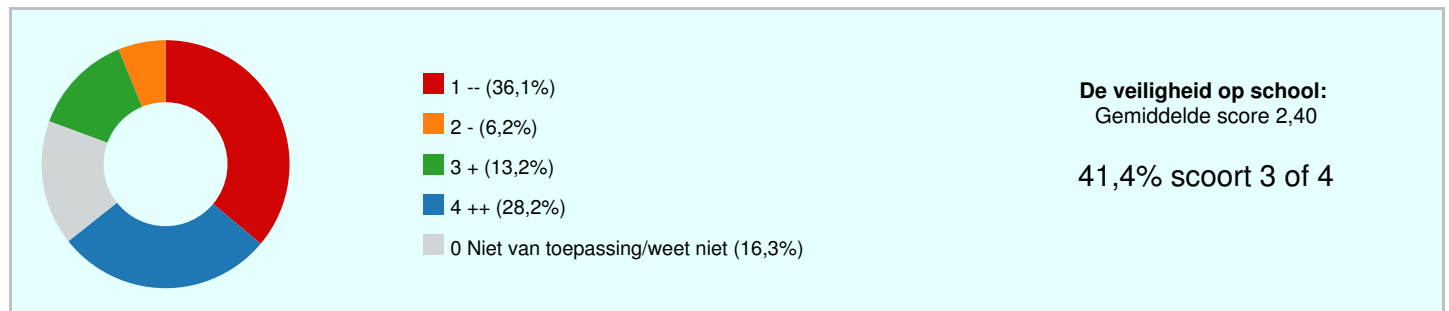 1 -- (36,1%)
2 - (6,2%)
3 + (13,2%)
4 ++ (28,2%)
0 Niet van toepassing/weet niet (16,3%)
De veiligheid op school:
Gemiddelde score 2,40
41,4% scoort 3 of 4